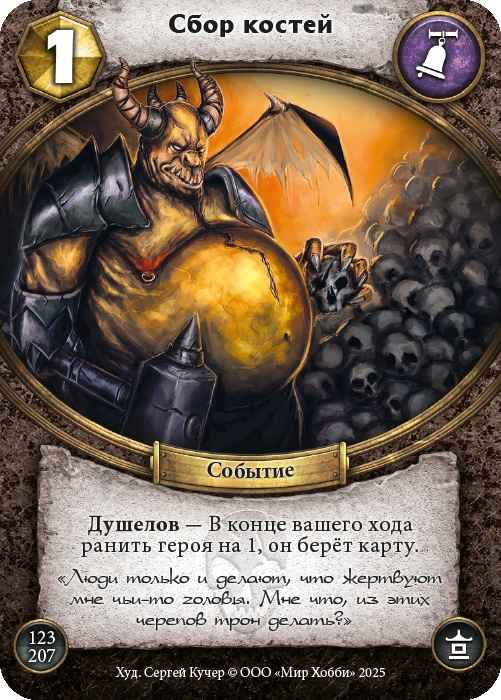 Сбор костей
1
Событие
Душелов — В конце вашего хода
ранить героя на 1, он берёт карту.
«Люди только и делают, что жертвуют
мне чьи-то головы. Мне что, из этих
черепов трон делать?»
123
207
Худ. Сергей Кучер © ООО «Мир Хобби» 2025